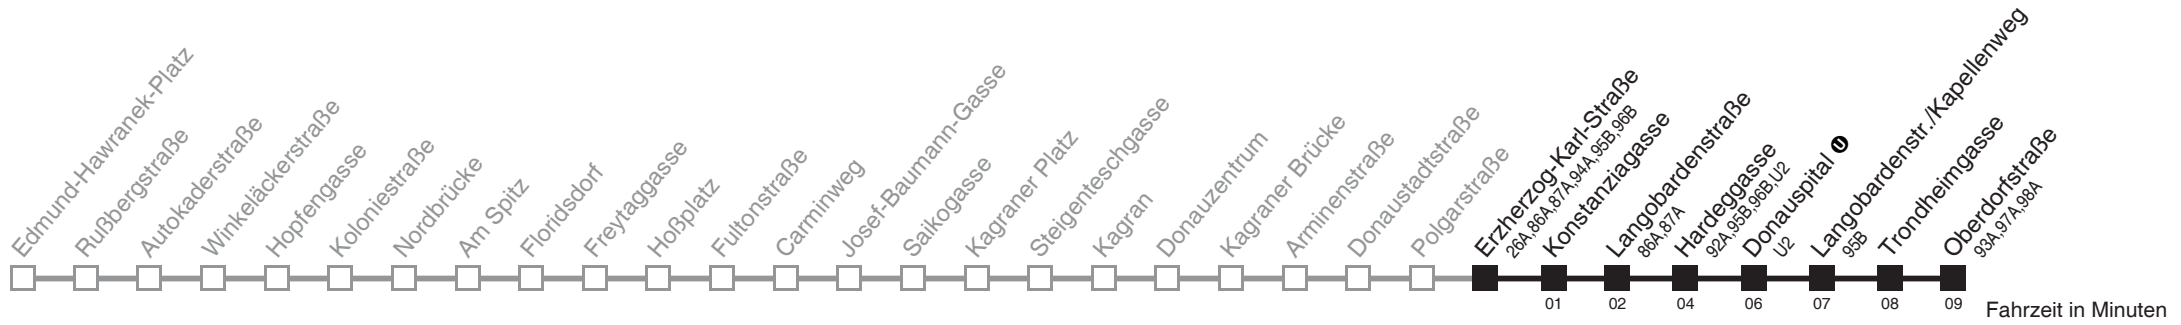 Edmund-Hawranek-Platz
Rußbergstraße
Autokaderstraße
Winkeläckerstraße
Hopfengasse
Koloniestraße
Nordbrücke
Am Spitz
Floridsdorf
Freytaggasse
Hoßplatz
Fultonstraße
Carminweg
Josef-Baumann-Gasse
Saikogasse
Kagraner Platz
Steigenteschgasse
Kagran
Donauzentrum
Kagraner Brücke
Arminenstraße
Donaustadtstraße
Polgarstraße
Erzherzog-Karl-Straße
26A,86A,87A,94A,95B,96B
Konstanziagasse
Langobardenstraße
86A,87A
Hardeggasse
92A,95B,96B,U2
Donauspital U
U2
Langobardenstr./Kapellenweg
95B
Trondheimgasse
Oberdorfstraße
93A,97A,98A
01 02 04 06 07 08 09 Fahrzeit in Minuten